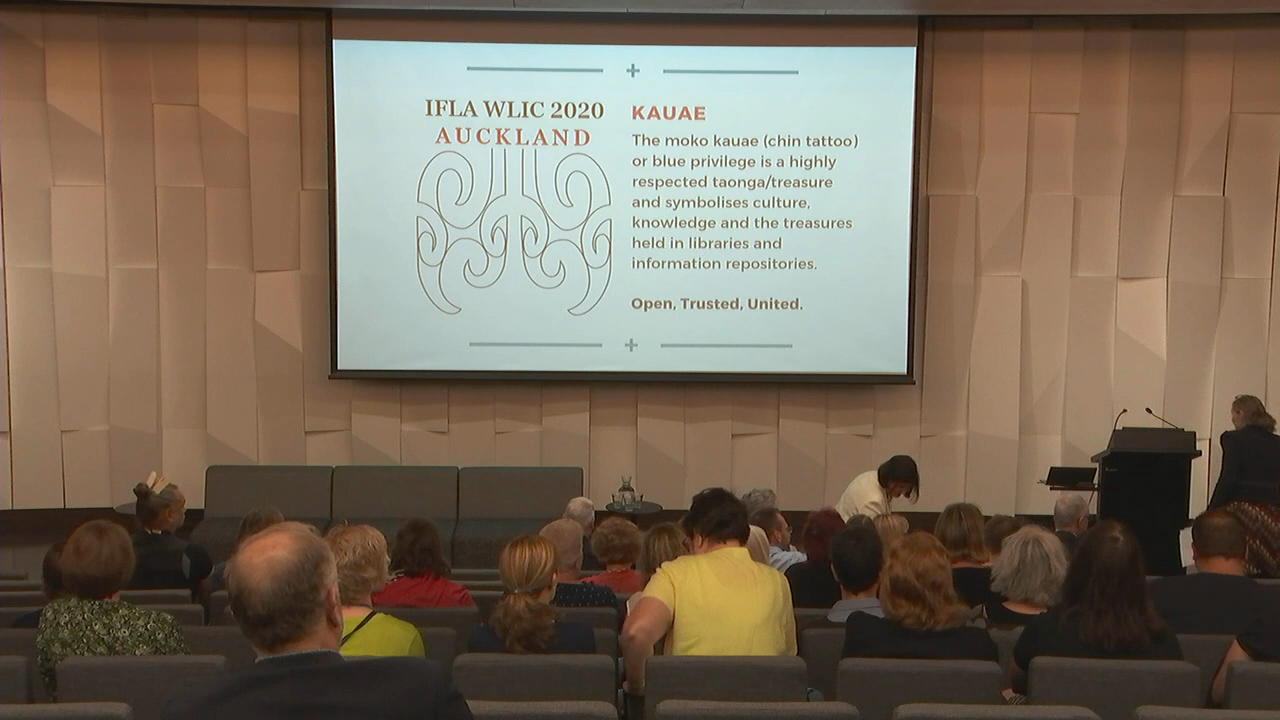 IFLA WLIC 2020
AUCKLAND
KAUAE
The moko kauae (chin tattoo)
or blue privilege is a highly
respected taonga/treasure
and symbolises culture,
knowledge and the treasures
held in libraries and
information repositories.
Open, Trusted, United.